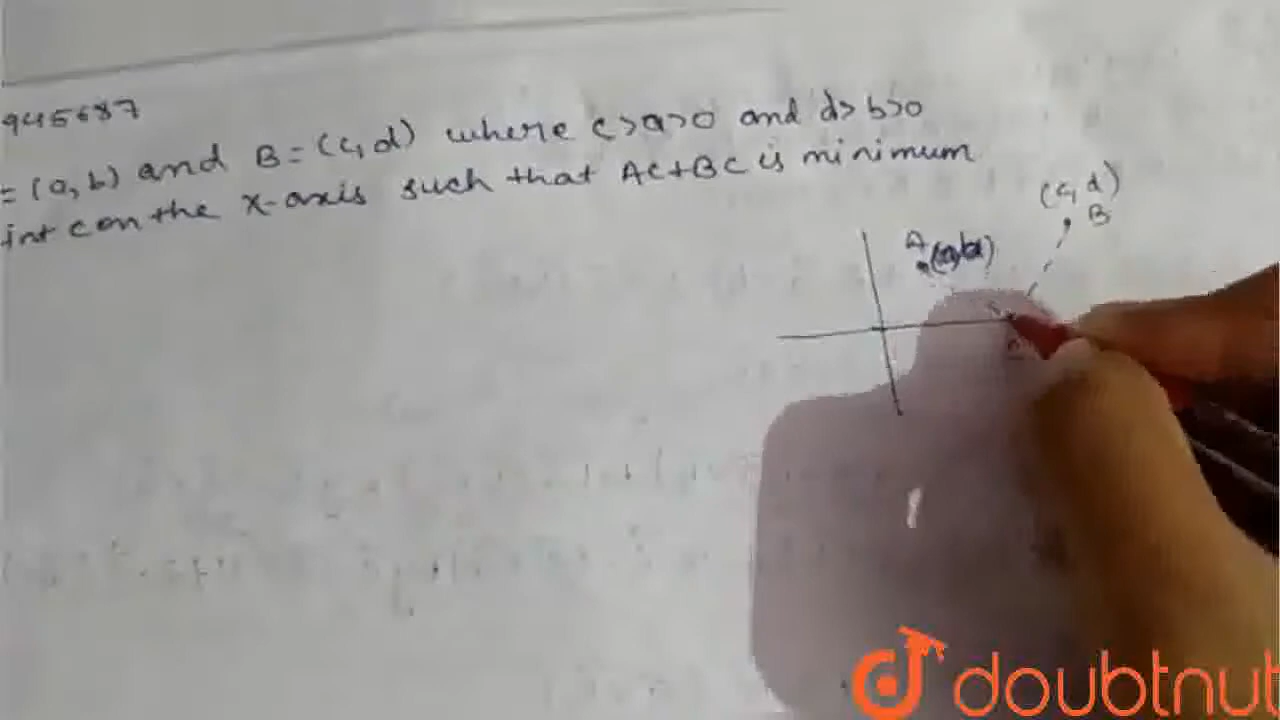 945687
= (a, b) and B = (c, d) where c > a > 0 and d > b > 0
int c on the x-axis such that AC + BC is minimum
(c, d)
B
A
C
doubtnut